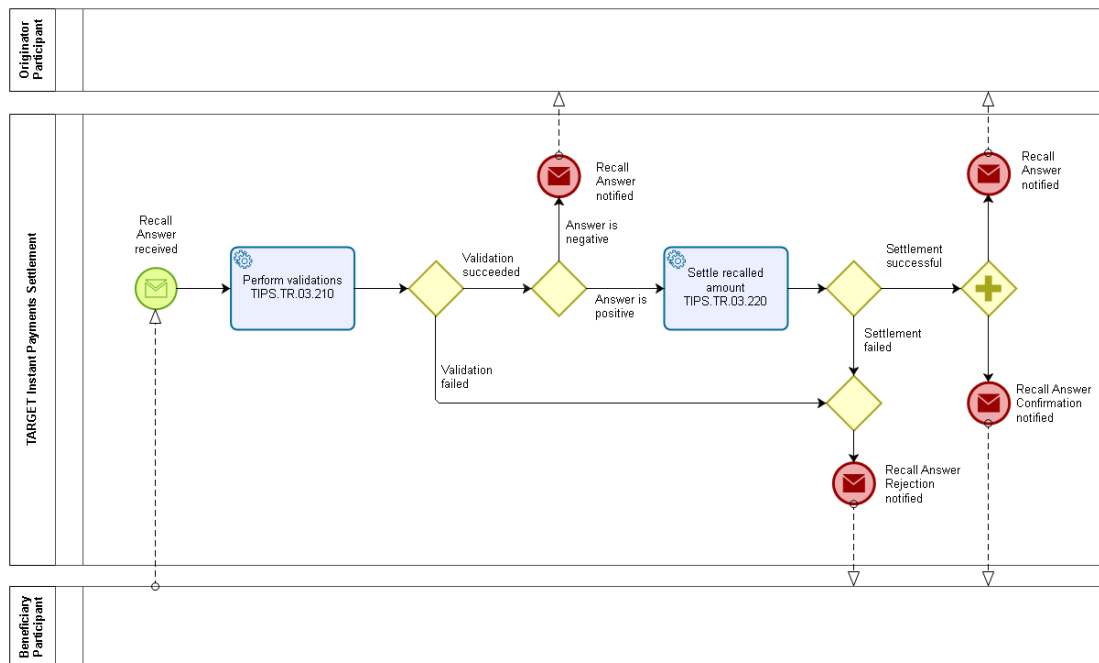 Originator
Participant
TARGET Instant Payments Settlement
Recall
Answer
received
Perform validations
TIPS.TR.03.210
Validation
succeeded
Validation
failed
Recall
Answer
notified
Answer is
negative
Answer is
positive
Settle recalled
amount
TIPS.TR.03.220
Settlement
successful
Settlement
failed
Recall
Answer
notified
Recall Answer
Confirmation
notified
Recall Answer
Rejection
notified
Beneficiary
Participant